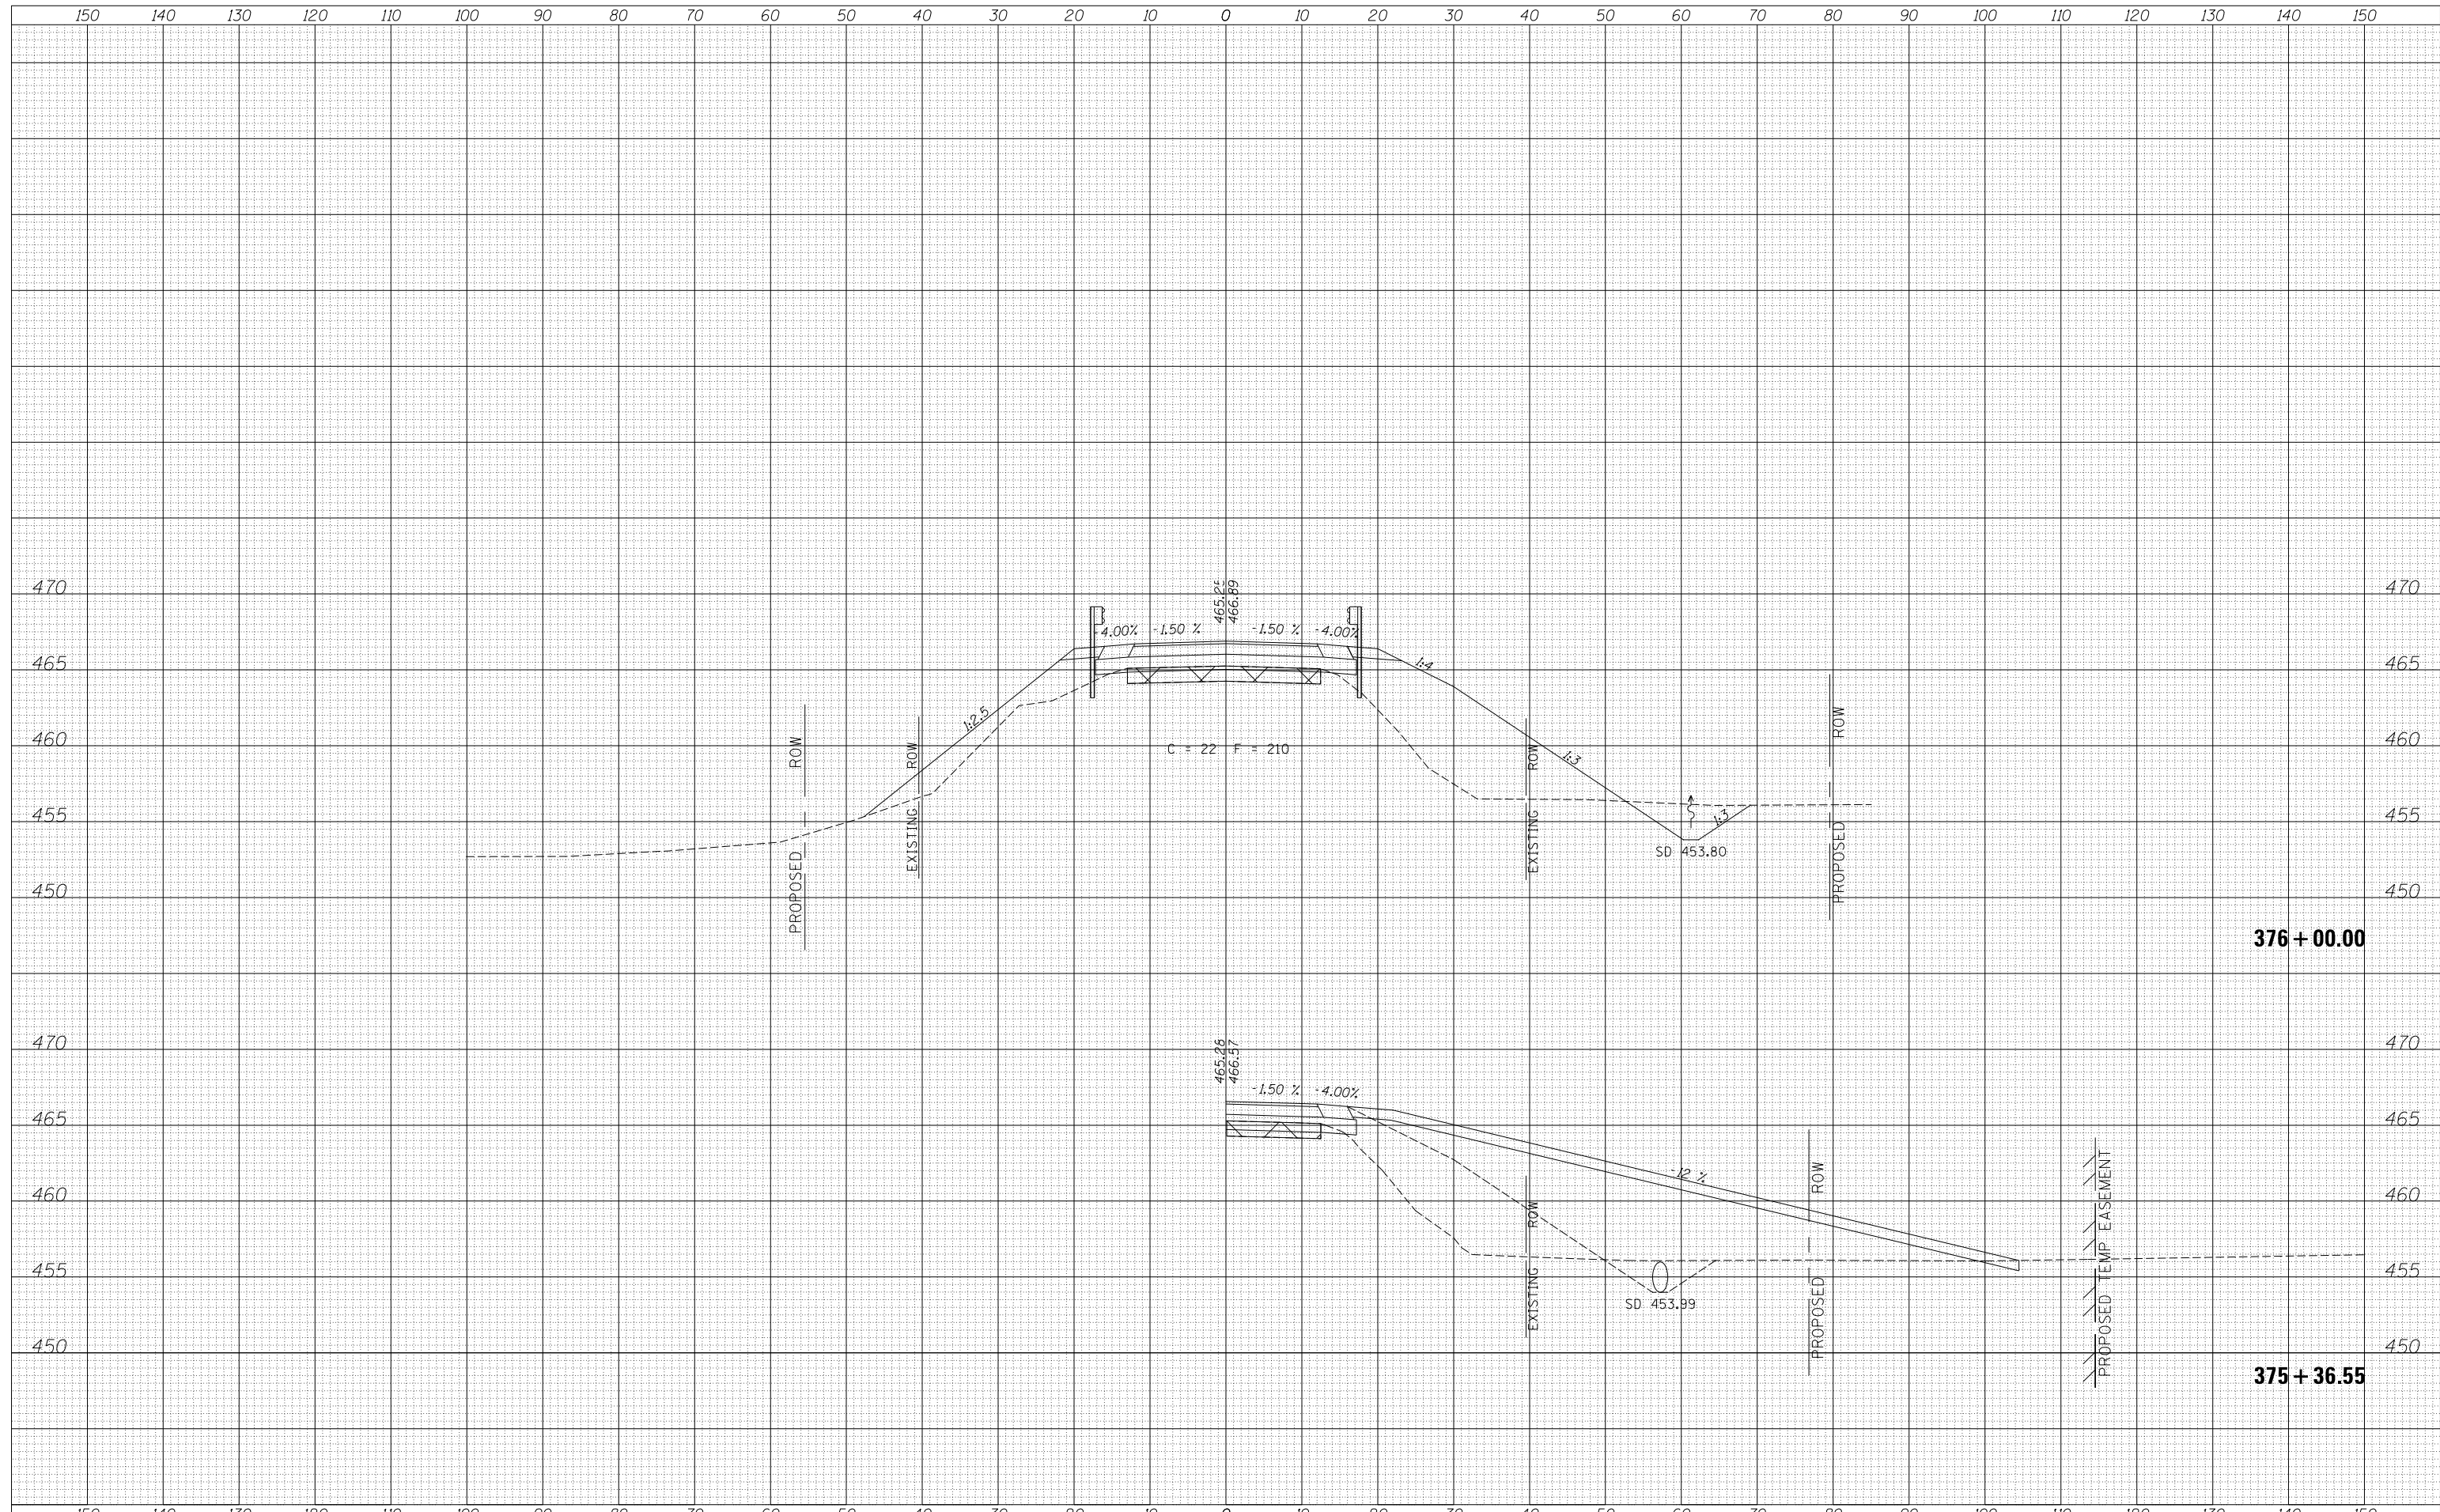 150 140 130 120 110 100 90 80 70 60 50 40 30 20 10 0 10 20 30 40 50 60 70 80 90 100 110 120 130 140 150
470 470
466.89
-4.00% -1.50 % -1.50 % -4.00%
465 465
1:4
1:2.5
ROW
460 460
ROW
ROW
ROW
C = 22 F = 210
1:3
455 455
1:3
EXISTING
EXISTING
SD 453.80
PROPOSED
PROPOSED
450 450
376+00.00
470 470
465.28
466.57
-1.50 % -4.00%
465 465
-12 %
ROW
ROW
460 460
455 455
EXISTING
SD 453.99
PROPOSED
PROPOSED TEMP EASEMENT
450 450
375+36.55